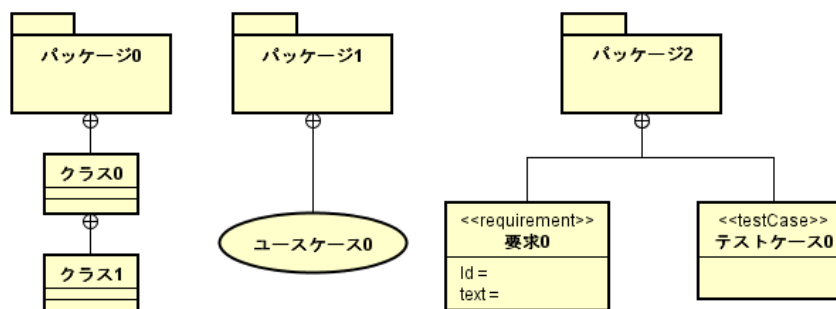 パッケージ0
パッケージ1
パッケージ2
クラス0
<<requirement>>
<<testCase>>
ユースケース0
要求0
テストケース0
クラス1
Id =
text =